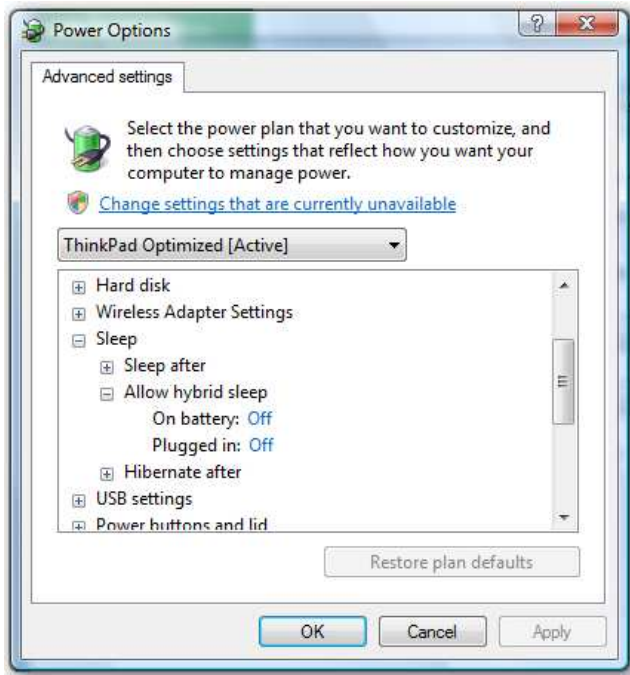 Power Options
Advanced settings
Select the power plan that you want to customize, and
then choose settings that reflect how you want your
computer to manage power.
Change settings that are currently unavailable
ThinkPad Optimized [Active]
Hard disk
Wireless Adapter Settings
Sleep
Sleep after
Allow hybrid sleep
On battery: Off
Plugged in: Off
Hibernate after
USB settings
Power buttons and lid
Restore plan defaults
OK Cancel Apply